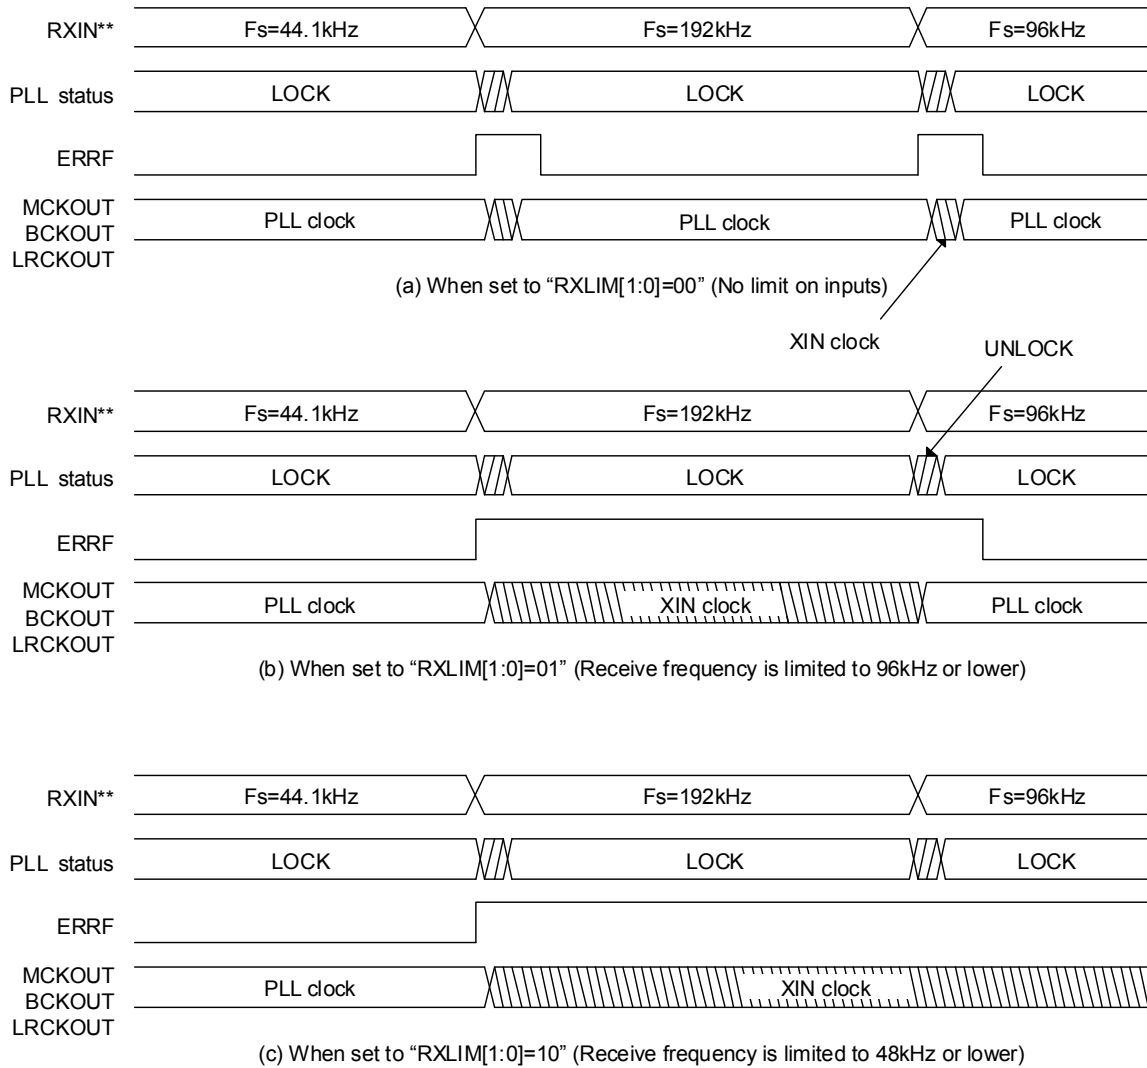 RXIN** Fs=44.1kHz Fs=192kHz Fs=96kHz
PLL status LOCK LOCK LOCK
ERRF
MCKOUT
BCKOUT
LRCKOUT
PLL clock PLL clock PLL clock
(a) When set to “RXLIM[1:0]=00” (No limit on inputs)
XIN clock
UNLOCK
RXIN** Fs=44.1kHz Fs=192kHz Fs=96kHz
PLL status LOCK LOCK LOCK
ERRF
MCKOUT
BCKOUT
LRCKOUT
PLL clock XIN clock PLL clock
(b) When set to “RXLIM[1:0]=01” (Receive frequency is limited to 96kHz or lower)
RXIN** Fs=44.1kHz Fs=192kHz Fs=96kHz
PLL status LOCK LOCK LOCK
ERRF
MCKOUT
BCKOUT
LRCKOUT
PLL clock XIN clock
(c) When set to “RXLIM[1:0]=10” (Receive frequency is limited to 48kHz or lower)